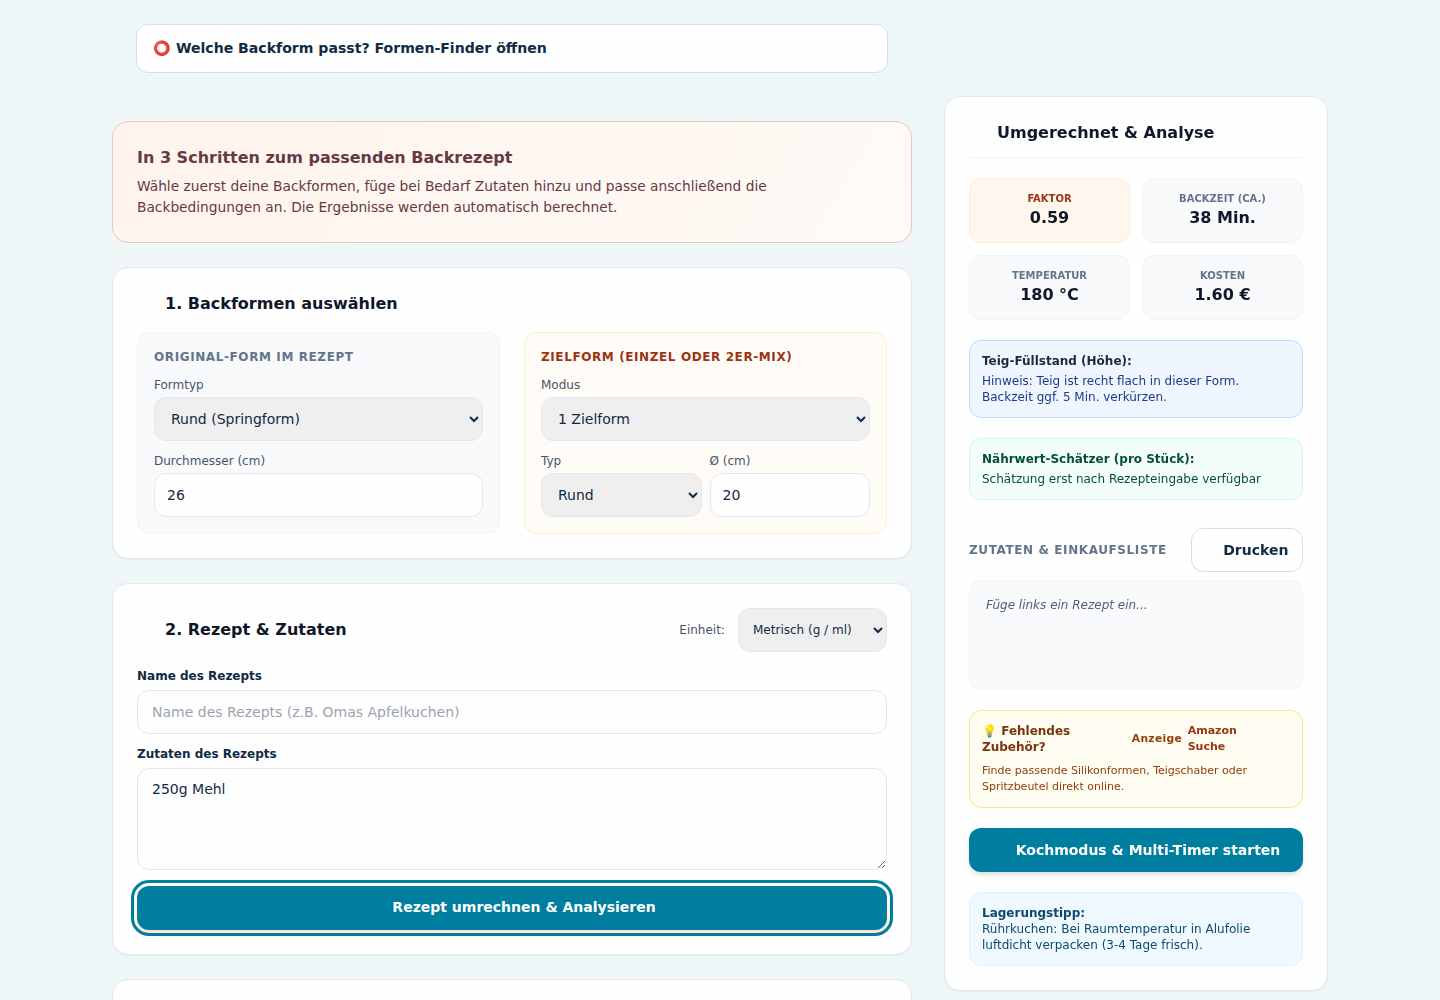 ⭕ Welche Backform passt? Formen-Finder öffnen
In 3 Schritten zum passenden Backrezept
Wähle zuerst deine Backformen, füge bei Bedarf Zutaten hinzu und passe anschließend die
Backbedingungen an. Die Ergebnisse werden automatisch berechnet.
1. Backformen auswählen
ORIGINAL-FORM IM REZEPT
Formtyp
Rund (Springform)
Durchmesser (cm)
26
ZIELFORM (EINZEL ODER 2ER-MIX)
Modus
1 Zielform
Typ
Ø (cm)
Rund
20
2. Rezept & Zutaten
Einheit:
Metrisch (g / ml)
Name des Rezepts
Name des Rezepts (z.B. Omas Apfelkuchen)
Zutaten des Rezepts
250g Mehl
Rezept umrechnen & Analysieren
Umgerechnet & Analyse
FAKTOR
0.59
BACKZEIT (CA.)
38 Min.
TEMPERATUR
180 °C
KOSTEN
1.60 €
Teig-Füllstand (Höhe):
Hinweis: Teig ist recht flach in dieser Form.
Backzeit ggf. 5 Min. verkürzen.
Nährwert-Schätzer (pro Stück):
Schätzung erst nach Rezepteingabe verfügbar
ZUTATEN & EINKAUFSLISTE
Drucken
Füge links ein Rezept ein...
💡 Fehlendes
Zubehör?
Anzeige
Amazon
Suche
Finde passende Silikonformen, Teigschaber oder
Spritzbeutel direkt online.
Kochmodus & Multi-Timer starten
Lagerungstipp:
Rührkuchen: Bei Raumtemperatur in Alufolie
luftdicht verpacken (3-4 Tage frisch).